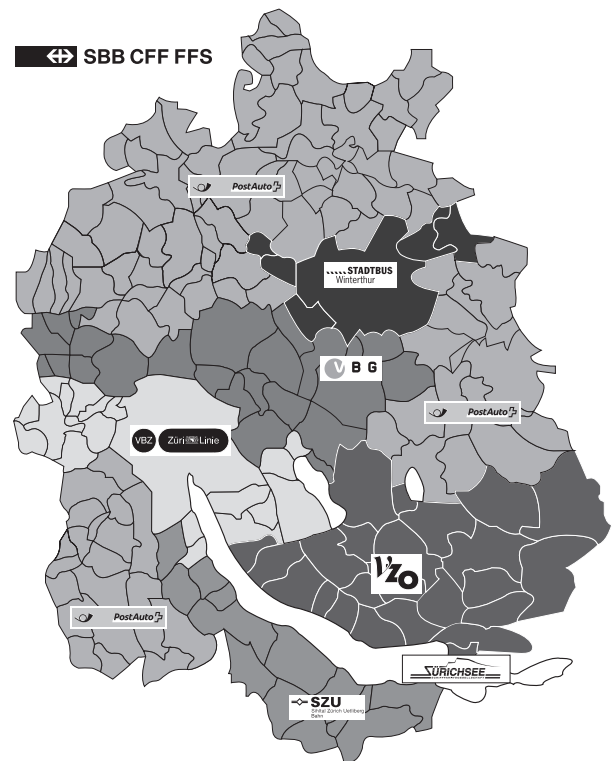 SBB CFF FFS
PostAuto
STADTBUS
Winterthur
V B G
PostAuto
VBZ Züri Linie
VZO
PostAuto
ZÜRICHSEE
SZU
Sihltal Zürich Uetliberg
Bahn